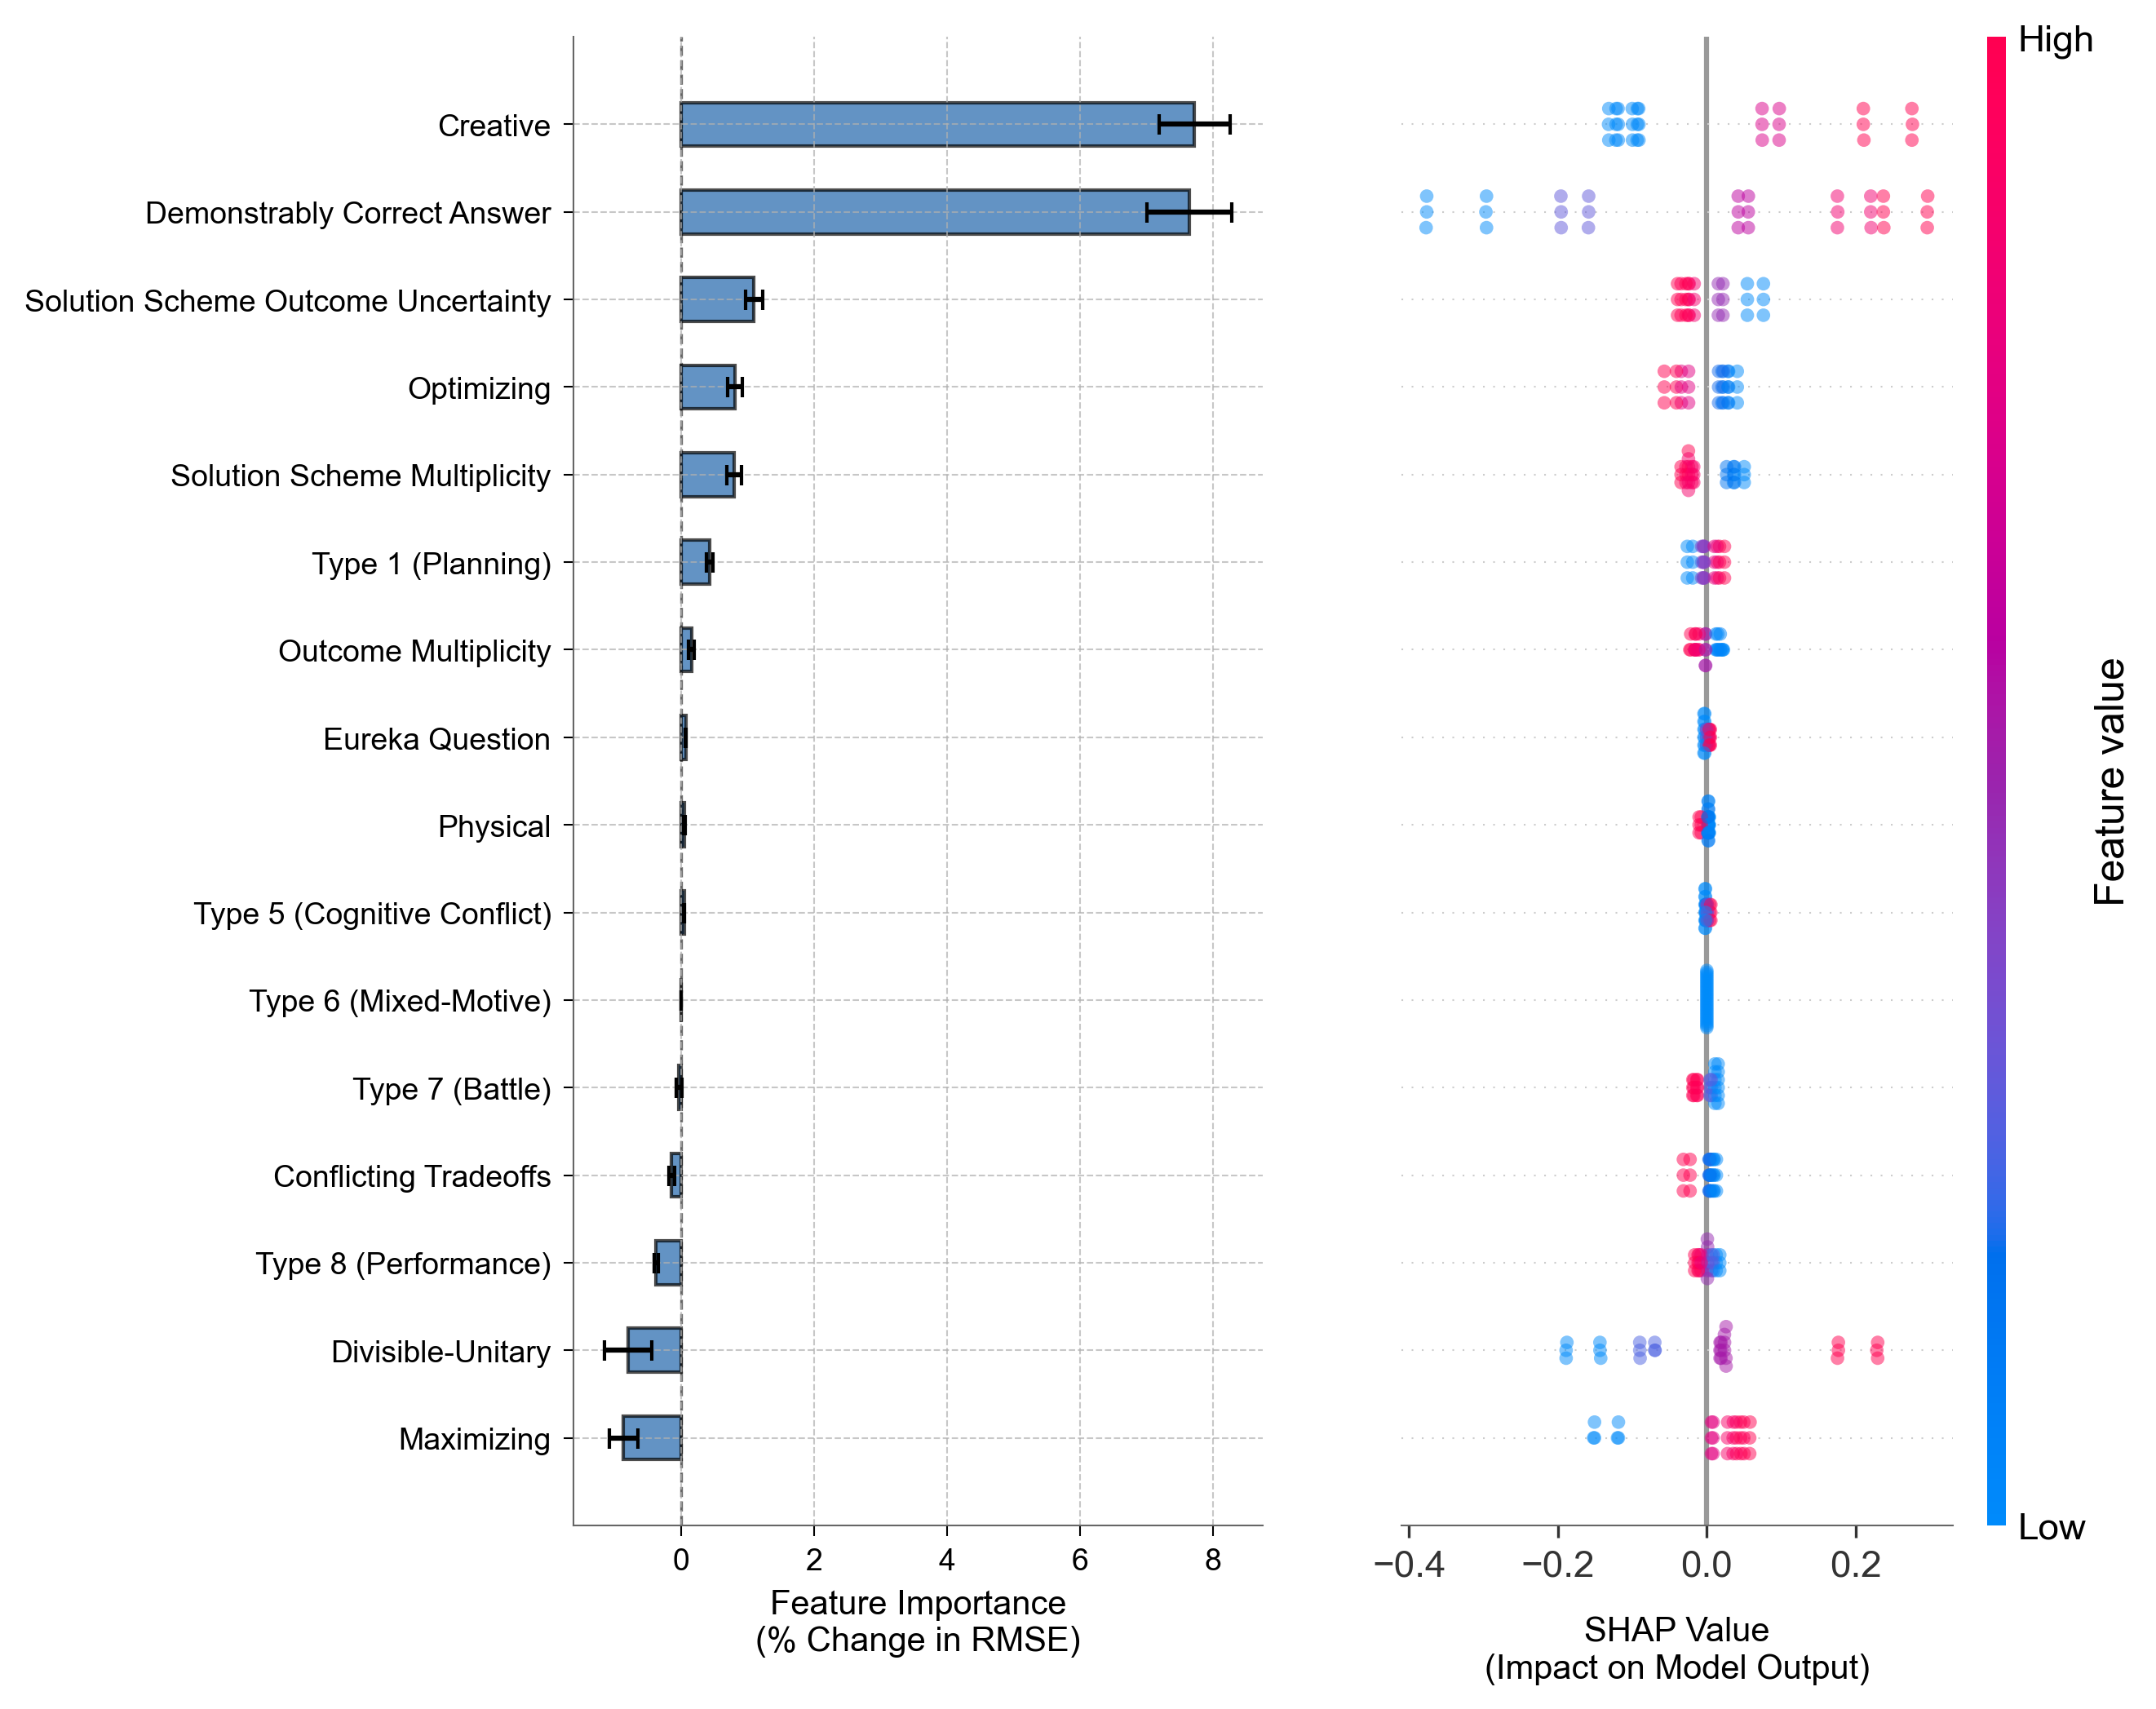 Creative
Demonstrably Correct Answer
Solution Scheme Outcome Uncertainty
Optimizing
Solution Scheme Multiplicity
Type 1 (Planning)
Outcome Multiplicity
Eureka Question
Physical
Type 5 (Cognitive Conflict)
Type 6 (Mixed-Motive)
Type 7 (Battle)
Conflicting Tradeoffs
Type 8 (Performance)
Divisible-Unitary
Maximizing
0 2 4 6 8
Feature Importance
(% Change in RMSE)
−0.4 −0.2 0.0 0.2
SHAP Value
(Impact on Model Output)
High
Feature value
Low